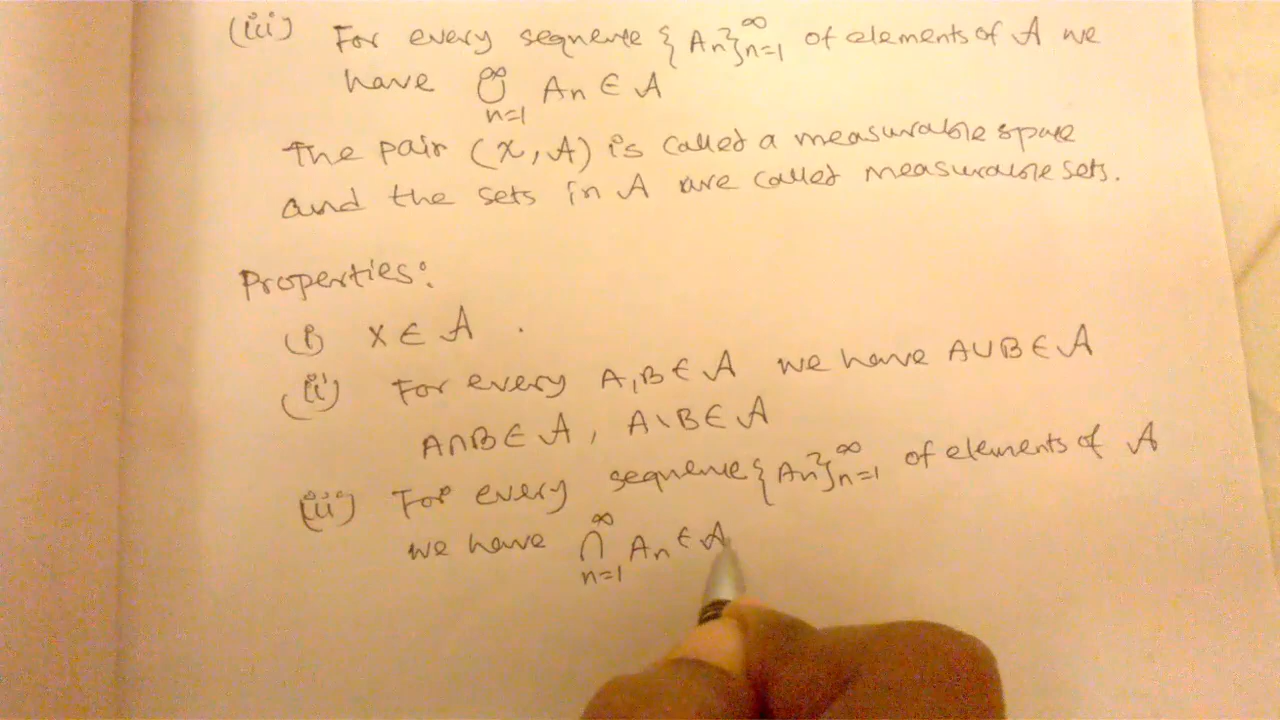 (iii) For every sequence {An}∞n=1 of elements of A we
have ∞∪n=1 An ∈ A
The pair (X, A) is called a measurable space
and the sets in A are called measurable sets.
Properties:
(i) X ∈ A .
(ii) For every A,B ∈ A we have A∪B ∈ A
A∩B ∈ A, A\B ∈ A
(iii) For every sequence {An}∞n=1 of elements of A
we have ∞∩n=1 An ∈ A